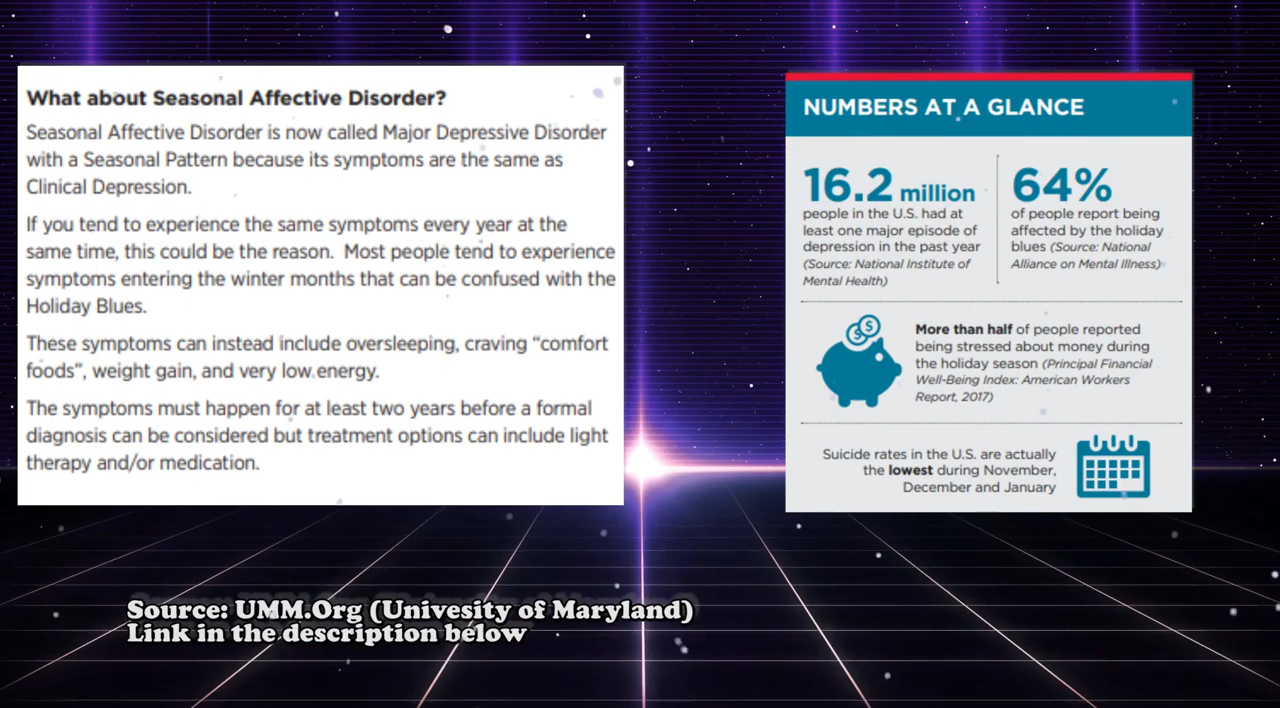 What about Seasonal Affective Disorder?
Seasonal Affective Disorder is now called Major Depressive Disorder
with a Seasonal Pattern because its symptoms are the same as
Clinical Depression.
If you tend to experience the same symptoms every year at the
same time, this could be the reason. Most people tend to experience
symptoms entering the winter months that can be confused with the
Holiday Blues.
These symptoms can instead include oversleeping, craving “comfort
foods”, weight gain, and very low energy.
The symptoms must happen for at least two years before a formal
diagnosis can be considered but treatment options can include light
therapy and/or medication.
NUMBERS AT A GLANCE
16.2 million
people in the U.S. had at
least one major episode of
depression in the past year
(Source: National Institute of
Mental Health)
64%
of people report being
affected by the holiday
blues (Source: National
Alliance on Mental Illness)
More than half of people reported
being stressed about money during
the holiday season (Principal Financial
Well-Being Index: American Workers
Report, 2017)
Suicide rates in the U.S. are actually
the lowest during November,
December and January
Source: UMM.Org (Univesity of Maryland)
Link in the description below